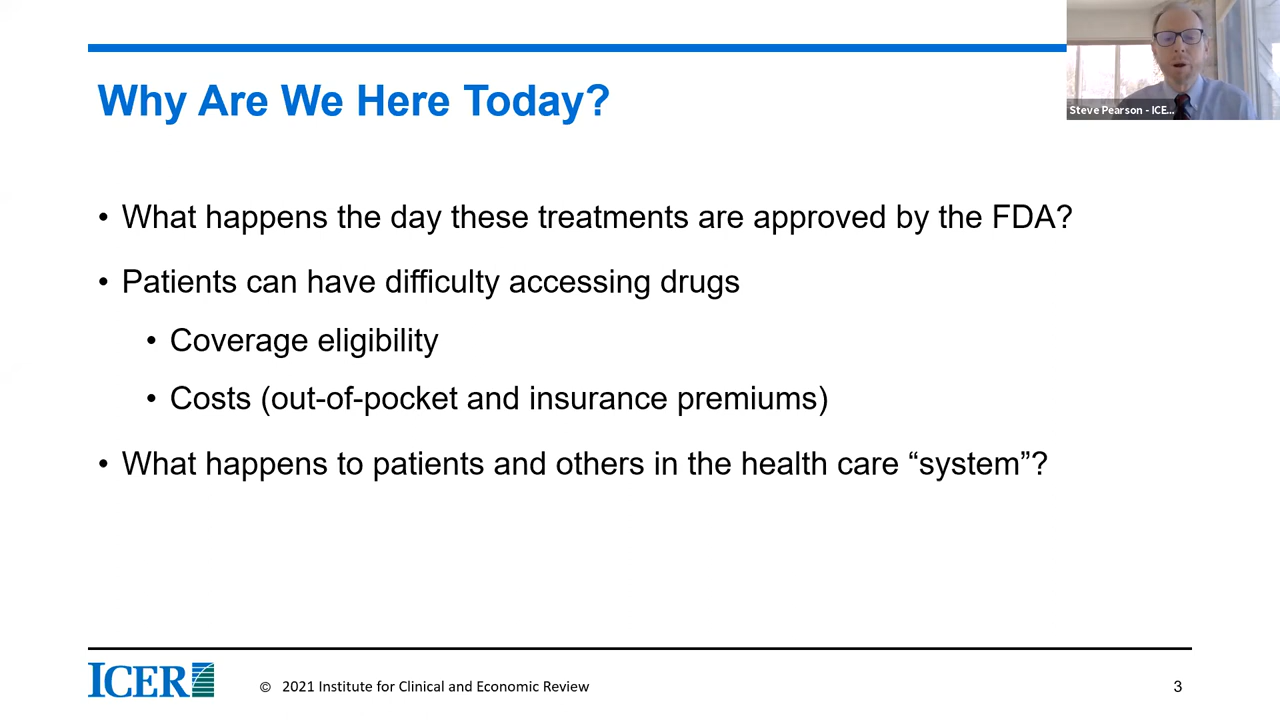 Why Are We Here Today?
Steve Pearson - ICE...
• What happens the day these treatments are approved by the FDA?
• Patients can have difficulty accessing drugs
• Coverage eligibility
• Costs (out-of-pocket and insurance premiums)
• What happens to patients and others in the health care “system”?
ICER
© 2021 Institute for Clinical and Economic Review
3